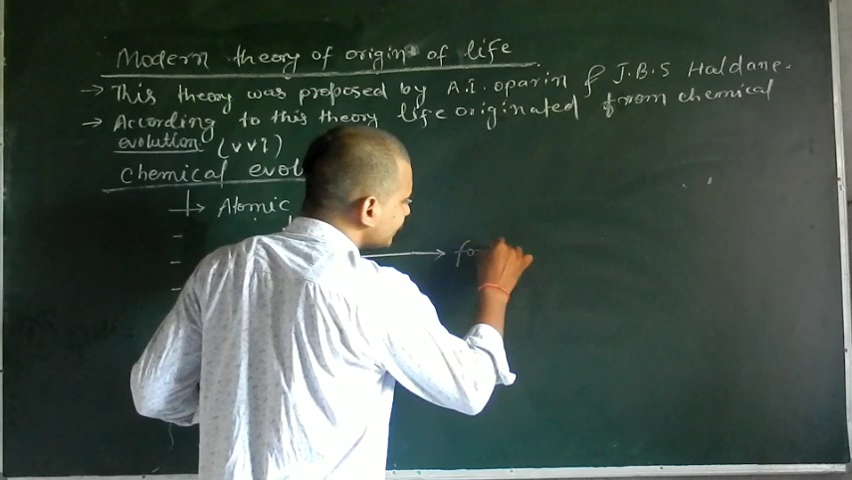 Modern theory of origin of life
→ This theory was proposed by A.I. oparin & J.B.S Haldane.
→ According to this theory life originated from chemical
evolution (VVI)
chemical evol
→ Atomic
→ fo